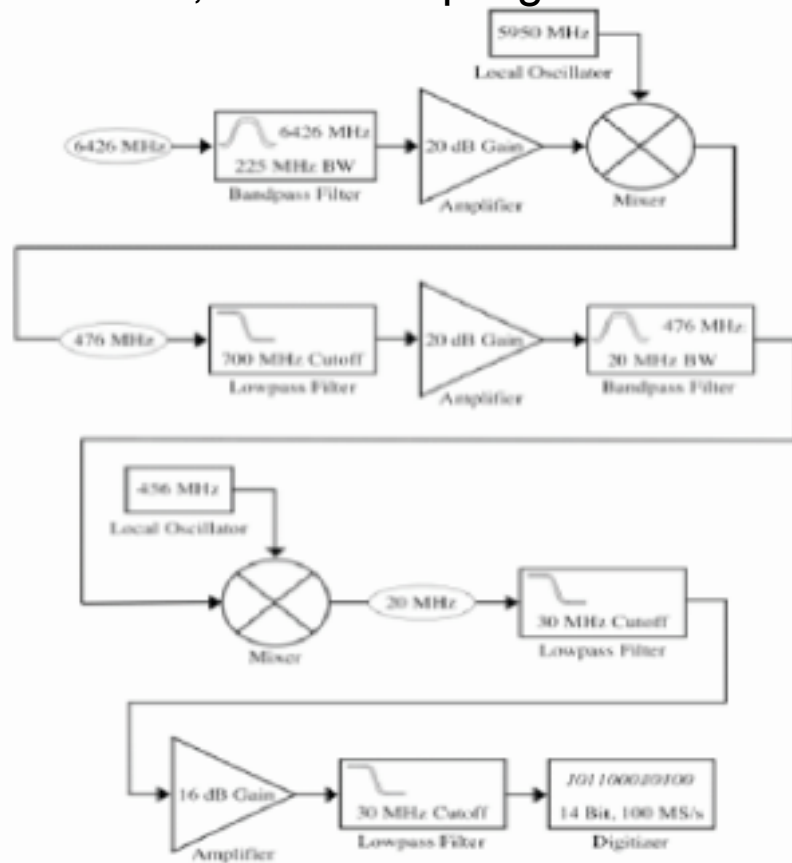 5950 MHz
Local Oscillator
6426 MHz
6426 MHz
225 MHz BW
Bandpass Filter
20 dB Gain
Amplifier
Mixer
476 MHz
700 MHz Cutoff
Lowpass Filter
20 dB Gain
Amplifier
476 MHz
20 MHz BW
Bandpass Filter
456 MHz
Local Oscillator
Mixer
20 MHz
30 MHz Cutoff
Lowpass Filter
16 dB Gain
Amplifier
30 MHz Cutoff
Lowpass Filter
101100010100
14 Bit, 100 MS/s
Digitizer